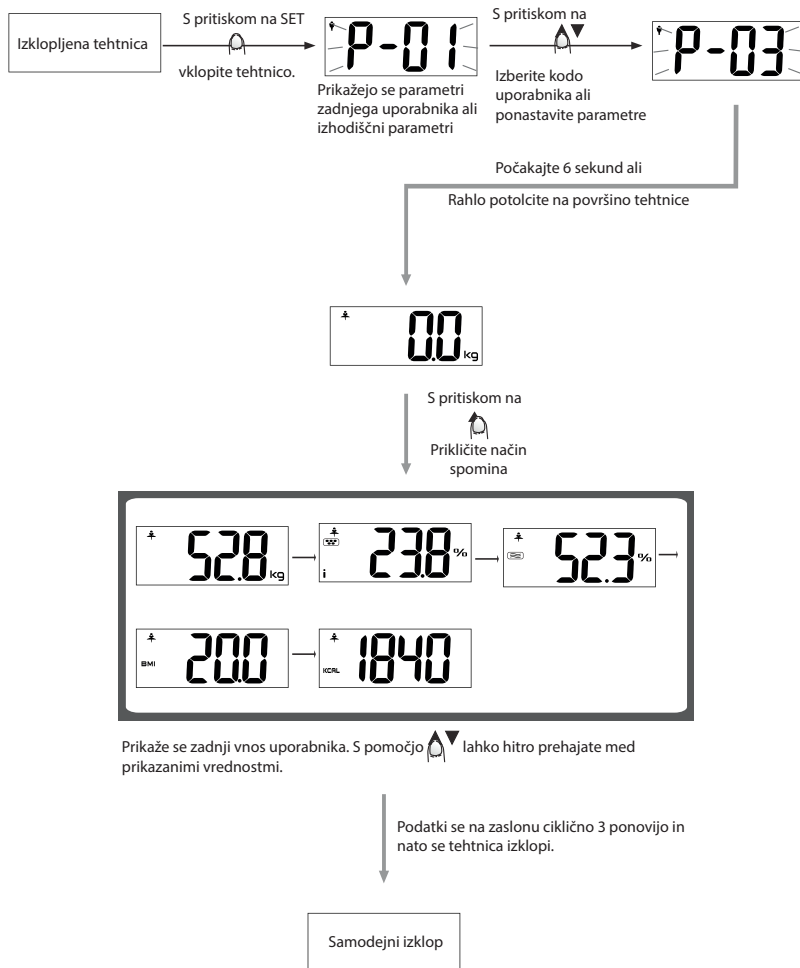 Izklopljena tehtnica
S pritiskom na SET
vklopite tehtnico.
P-01
Prikažejo se parametri
zadnjega uporabnika ali
izhodiščni parametri
S pritiskom na
Izberite kodo
uporabnika ali
ponastavite parametre
P-03
Počakajte 6 sekund ali
Rahlo potolcite na površino tehtnice
0.0 kg
S pritiskom na
Prikličite način
spomina
52.8 kg
i 23.8 %
52.3 %
BMI 20.0
KCAL 1840
Prikaže se zadnji vnos uporabnika. S pomočjo lahko hitro prehajate med
prikazanimi vrednostmi.
Podatki se na zaslonu ciklično 3 ponovijo in
nato se tehtnica izklopi.
Samodejni izklop